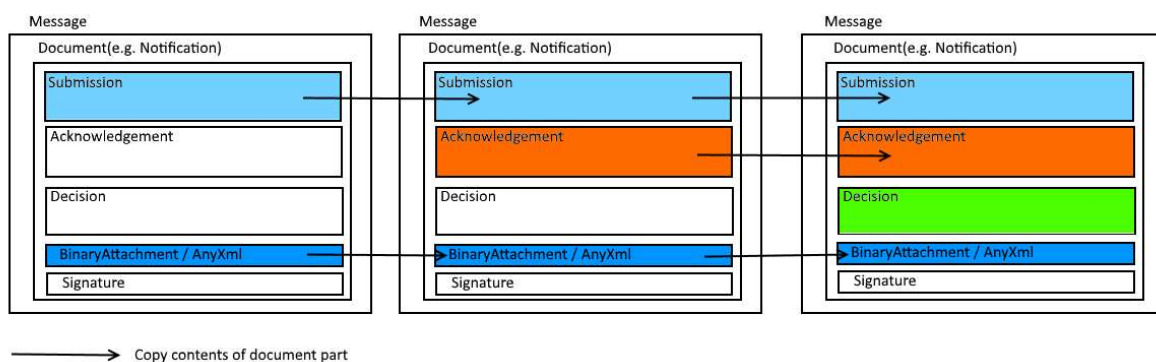 Message
Document(e.g. Notification)
Submission
Acknowledgement
Decision
BinaryAttachment / AnyXml
Signature
Message
Document(e.g. Notification)
Submission
Acknowledgement
Decision
BinaryAttachment / AnyXml
Signature
Message
Document(e.g. Notification)
Submission
Acknowledgement
Decision
BinaryAttachment / AnyXml
Signature
Copy contents of document part